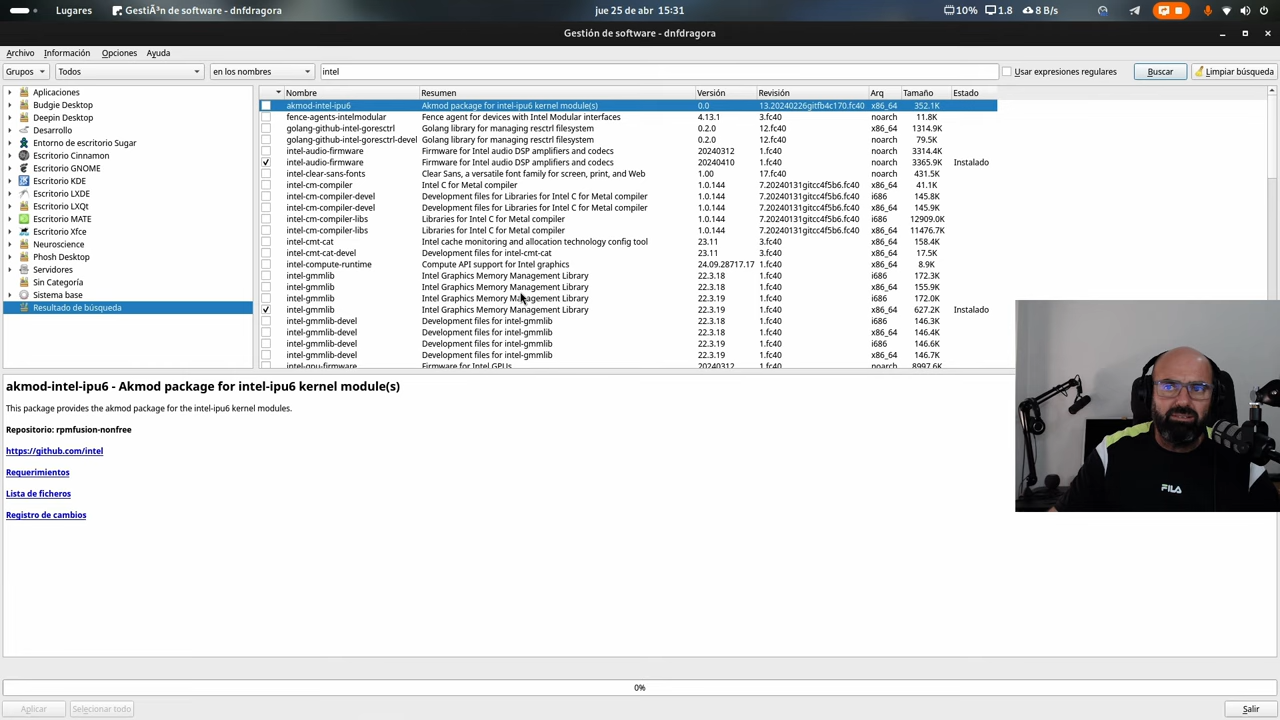 Lugares GestiÃ³n de software - dnfdragora jue 25 de abr 15:31 10% 1.8 8 B/s
Gestión de software - dnfdragora
Archivo Información Opciones Ayuda
Grupos Todos en los nombres intel Usar expresiones regulares Buscar Limpiar búsqueda
Aplicaciones
Budgie Desktop
Deepin Desktop
Desarrollo
Entorno de escritorio Sugar
Escritorio Cinnamon
Escritorio GNOME
Escritorio KDE
Escritorio LXDE
Escritorio LXQt
Escritorio MATE
Escritorio Xfce
Neuroscience
Phosh Desktop
Servidores
Sin Categoría
Sistema base
Resultado de búsqueda
Nombre Resumen Versión Revisión Arq Tamaño Estado
akmod-intel-ipu6 Akmod package for intel-ipu6 kernel module(s) 0.0 13.20240226gitfb4c170.fc40 x86_64 352.1K
fence-agents-intelmodular Fence agent for devices with Intel Modular interfaces 4.13.1 3.fc40 noarch 11.8K
golang-github-intel-goresctrl Golang library for managing resctrl filesystem 0.2.0 12.fc40 x86_64 1314.9K
golang-github-intel-goresctrl-devel Golang library for managing resctrl filesystem 0.2.0 12.fc40 noarch 79.5K
intel-audio-firmware Firmware for Intel audio DSP amplifiers and codecs 20240312 1.fc40 noarch 3314.4K
intel-audio-firmware Firmware for Intel audio DSP amplifiers and codecs 20240410 1.fc40 noarch 3365.9K Instalado
intel-clear-sans-fonts Clear Sans, a versatile font family for screen, print, and Web 1.00 17.fc40 noarch 431.5K
intel-cm-compiler Intel C for Metal compiler 1.0.144 7.20240131gitcc4f5b6.fc40 x86_64 41.1K
intel-cm-compiler-devel Development files for Libraries for Intel C for Metal compiler 1.0.144 7.20240131gitcc4f5b6.fc40 i686 145.8K
intel-cm-compiler-devel Development files for Libraries for Intel C for Metal compiler 1.0.144 7.20240131gitcc4f5b6.fc40 x86_64 145.9K
intel-cm-compiler-libs Libraries for Intel C for Metal compiler 1.0.144 7.20240131gitcc4f5b6.fc40 i686 12909.0K
intel-cm-compiler-libs Libraries for Intel C for Metal compiler 1.0.144 7.20240131gitcc4f5b6.fc40 x86_64 11476.7K
intel-cmt-cat Intel cache monitoring and allocation technology config tool 23.11 3.fc40 x86_64 158.4K
intel-cmt-cat-devel Development files for intel-cmt-cat 23.11 3.fc40 x86_64 17.5K
intel-compute-runtime Compute API support for Intel graphics 24.09.28717.17 1.fc40 x86_64 8.9K
intel-gmmlib Intel Graphics Memory Management Library 22.3.18 1.fc40 i686 172.3K
intel-gmmlib Intel Graphics Memory Management Library 22.3.18 1.fc40 x86_64 155.9K
intel-gmmlib Intel Graphics Memory Management Library 22.3.19 1.fc40 i686 172.0K
intel-gmmlib Intel Graphics Memory Management Library 22.3.19 1.fc40 x86_64 627.2K Instalado
intel-gmmlib-devel Development files for intel-gmmlib 22.3.18 1.fc40 i686 146.3K
intel-gmmlib-devel Development files for intel-gmmlib 22.3.18 1.fc40 x86_64 146.4K
intel-gmmlib-devel Development files for intel-gmmlib 22.3.19 1.fc40 i686 146.6K
intel-gmmlib-devel Development files for intel-gmmlib 22.3.19 1.fc40 x86_64 146.7K
intel-gpu-firmware Firmware for Intel GPUs 20240312 1.fc40 noarch 8997.6K
akmod-intel-ipu6 - Akmod package for intel-ipu6 kernel module(s)
This package provides the akmod package for the intel-ipu6 kernel modules.
Repositorio: rpmfusion-nonfree
https://github.com/intel
Requerimientos
Lista de ficheros
Registro de cambios
FILA
0%
Aplicar Selecionar todo Salir